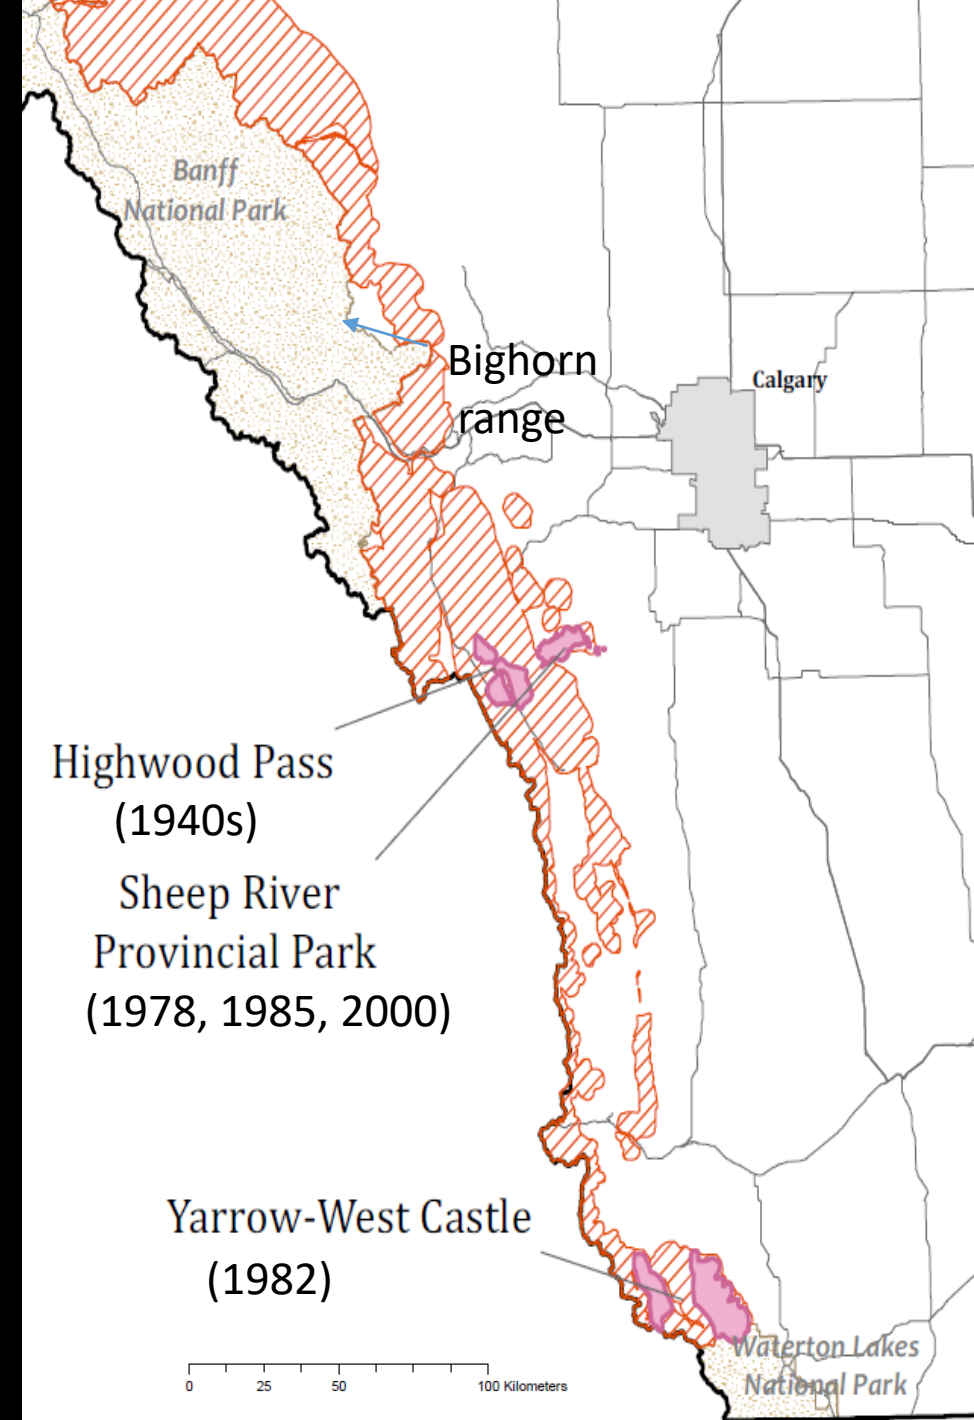 Banff
National Park
Bighorn
range
Calgary
Highwood Pass
(1940s)
Sheep River
Provincial Park
(1978, 1985, 2000)
Yarrow-West Castle
(1982)
Waterton Lakes
National Park
0 25 50 100 Kilometers